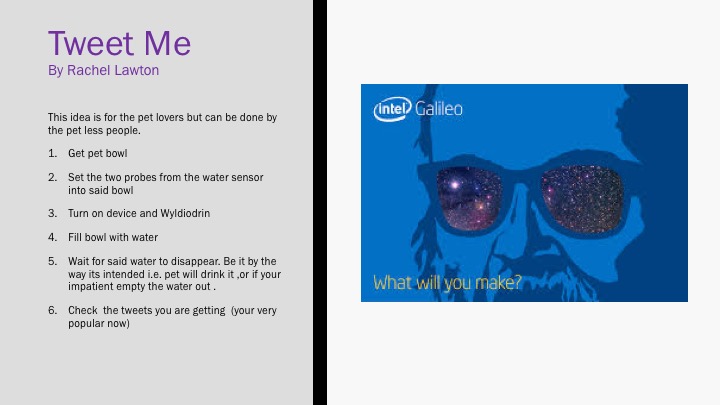 Tweet Me
By Rachel Lawton
This idea is for the pet lovers but can be done by
the pet less people.
1. Get pet bowl
2. Set the two probes from the water sensor
into said bowl
3. Turn on device and Wyldiodrin
4. Fill bowl with water
5. Wait for said water to disappear. Be it by the
way its intended i.e. pet will drink it ,or if your
impatient empty the water out .
6. Check  the tweets you are getting  (your very
popular now)
intel Galileo
What will you make?